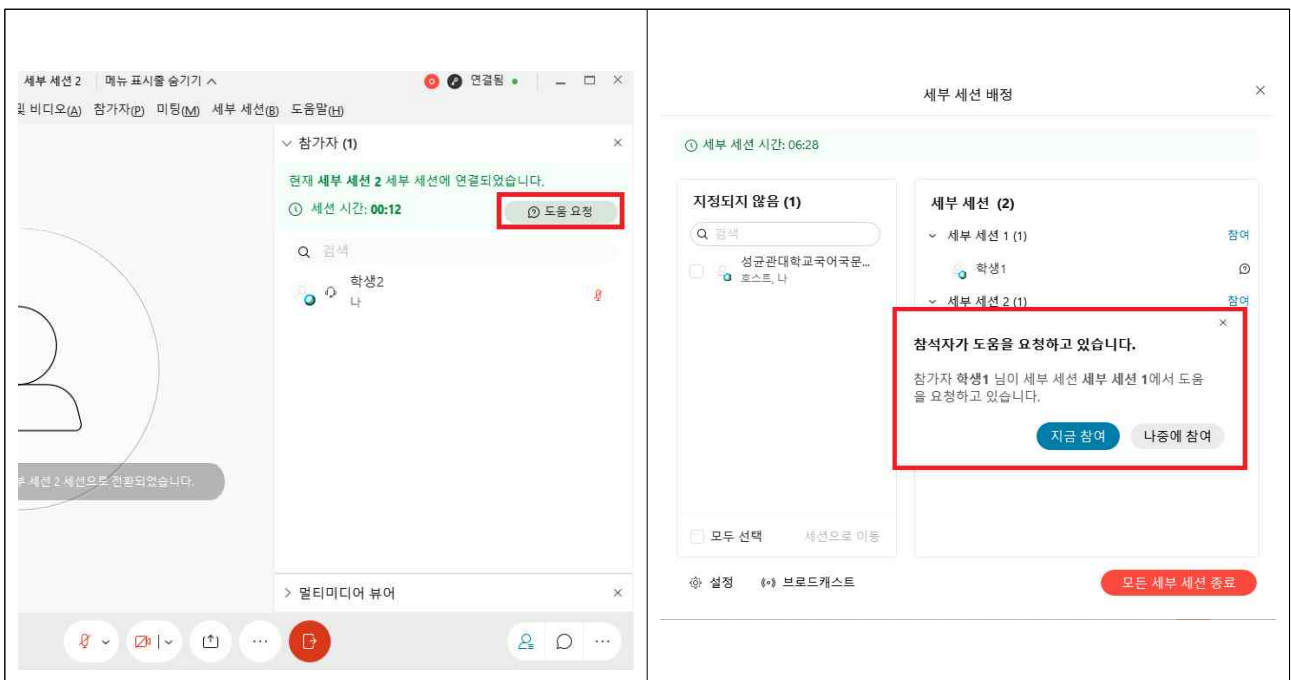 세부 세션 2 메뉴 표시줄 숨기기 연결됨
및 비디오(A) 참가자(P) 미팅(M) 세부 세션(B) 도움말(H)
참가자 (1)
현재 세부 세션 2 세부 세션에 연결되었습니다.
세션 시간: 00:12 도움 요청
검색
학생2
나
세션 2 세션으로 전환되었습니다.
멀티미디어 뷰어
세부 세션 배정
세부 세션 시간: 06:28
지정되지 않음 (1)
검색
성균관대학교국어국문...
호스트, 나
모두 선택 세션으로 이동
세부 세션 (2)
세부 세션 1 (1) 참여
학생1
세부 세션 2 (1) 참여
참석자가 도움을 요청하고 있습니다.
참가자 학생1 님이 세부 세션 세부 세션 1에서 도움
을 요청하고 있습니다.
지금 참여 나중에 참여
설정 브로드캐스트 모든 세부 세션 종료